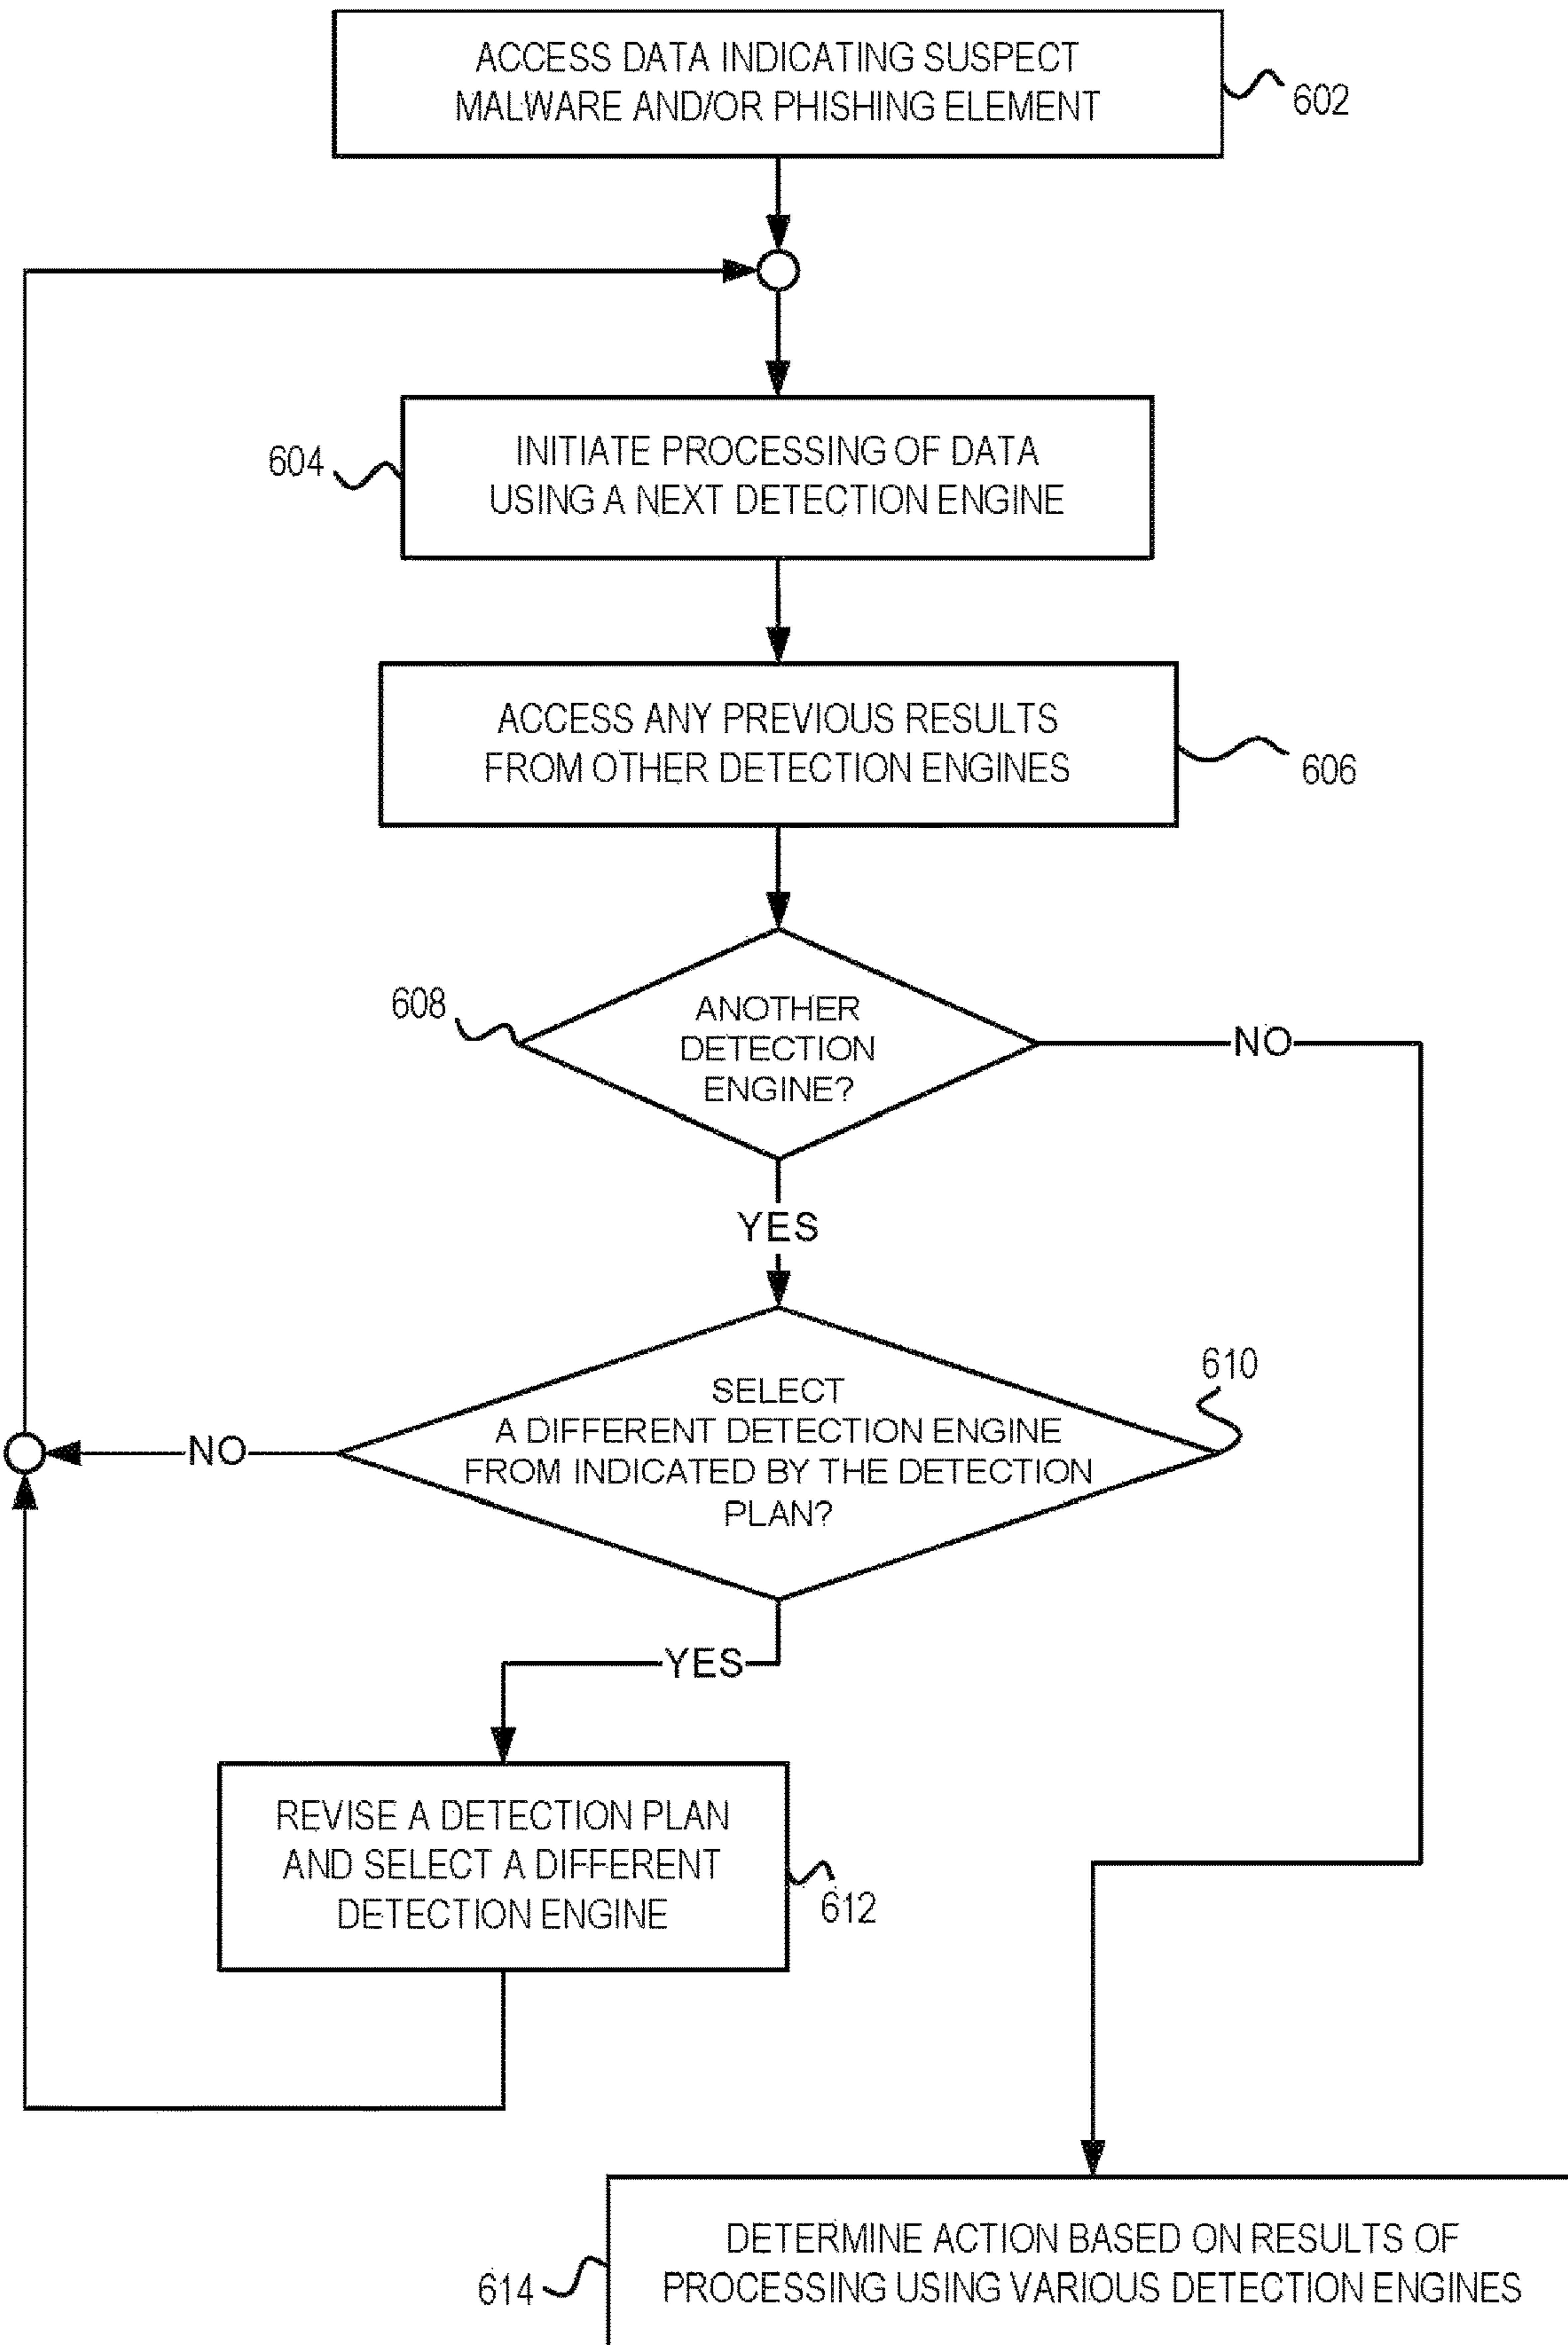 ACCESS DATA INDICATING SUSPECT
MALWARE AND/OR PHISHING ELEMENT
602
604
INITIATE PROCESSING OF DATA
USING A NEXT DETECTION ENGINE
ACCESS ANY PREVIOUS RESULTS
FROM OTHER DETECTION ENGINES
606
608
ANOTHER
DETECTION
ENGINE?
NO
YES
610
SELECT
A DIFFERENT DETECTION ENGINE
FROM INDICATED BY THE DETECTION
PLAN?
NO
YES
REVISE A DETECTION PLAN
AND SELECT A DIFFERENT
DETECTION ENGINE
612
DETERMINE ACTION BASED ON RESULTS OF
PROCESSING USING VARIOUS DETECTION ENGINES
614